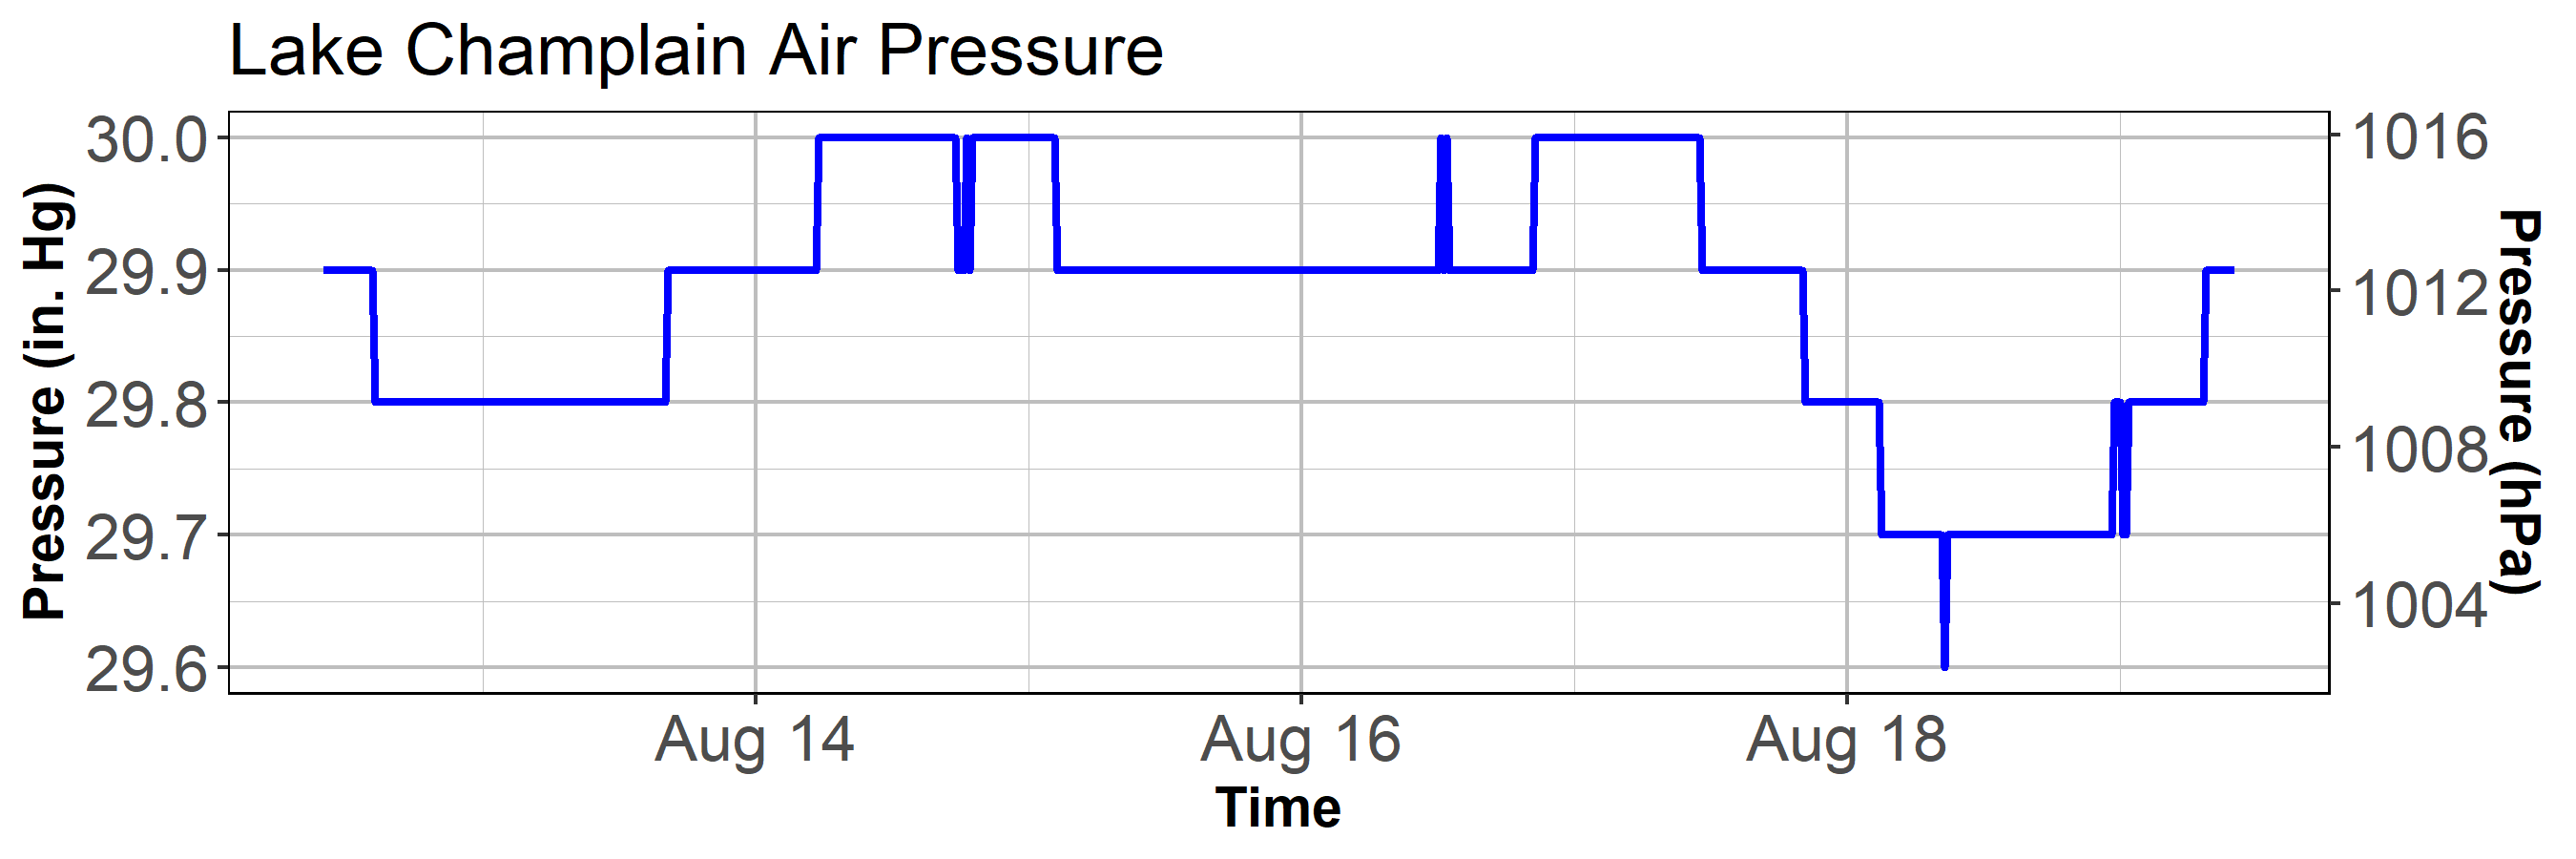 Lake Champlain Air Pressure
Pressure (in. Hg)
30.0
29.9
29.8
29.7
29.6
1016
1012
1008
1004
Pressure (hPa)
Aug 14
Aug 16
Aug 18
Time